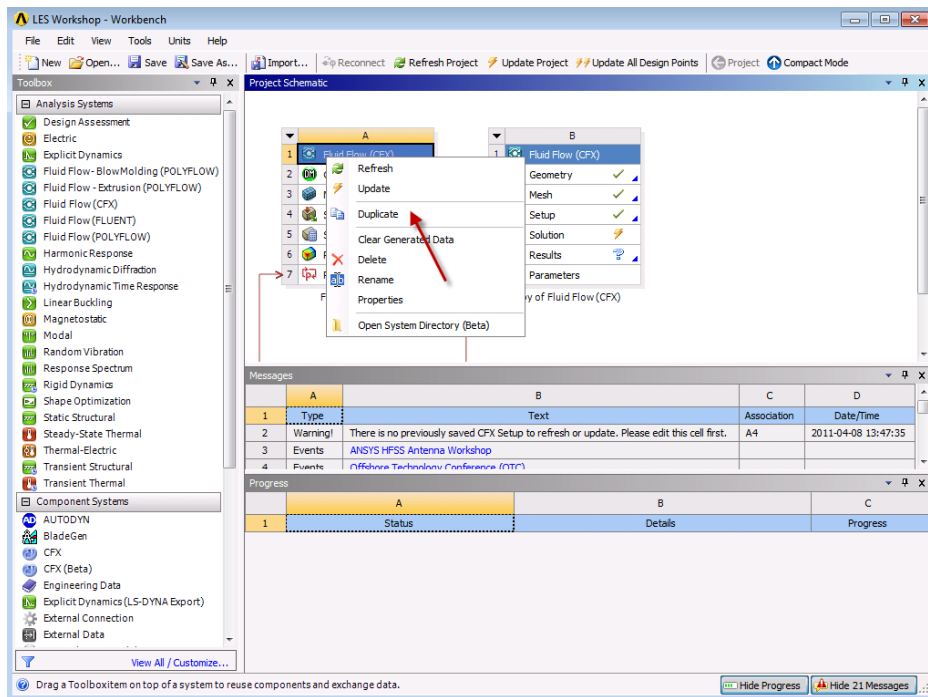 LES Workshop - Workbench
File Edit View Tools Units Help
New Open... Save Save As... Import... Reconnect Refresh Project Update Project Update All Design Points Project Compact Mode
Toolbox
Analysis Systems
Design Assessment
Electric
Explicit Dynamics
Fluid Flow- BlowMolding (POLYFLOW)
Fluid Flow - Extrusion (POLYFLOW)
Fluid Flow (CFX)
Fluid Flow (FLUENT)
Fluid Flow (POLYFLOW)
Harmonic Response
Hydrodynamic Diffraction
Hydrodynamic Time Response
Linear Buckling
Magnetostatic
Modal
Random Vibration
Response Spectrum
Rigid Dynamics
Shape Optimization
Static Structural
Steady-State Thermal
Thermal-Electric
Transient Structural
Transient Thermal
Component Systems
AUTODYN
BladeGen
CFX
CFX (Beta)
Engineering Data
Explicit Dynamics (LS-DYNA Export)
External Connection
External Data
View All / Customize...
Project Schematic
A
1 Fluid Flow (CFX)
2
3
4
5
6
7
Refresh
Update
Duplicate
Clear Generated Data
Delete
Rename
Properties
Open System Directory (Beta)
B
1 Fluid Flow (CFX)
Geometry
Mesh
Setup
Solution
Results
Parameters
py of Fluid Flow (CFX)
Messages
A B C D
1 Type Text Association Date/Time
2 Warning! There is no previously saved CFX Setup to refresh or update. Please edit this cell first. A4 2011-04-08 13:47:35
3 Events ANSYS HFSS Antenna Workshop
4 Events Offshore Technology Conference (OTC)
Progress
A B C
1 Status Details Progress
Drag a Toolboxitem on top of a system to reuse components and exchange data.
Hide Progress Hide 21 Messages